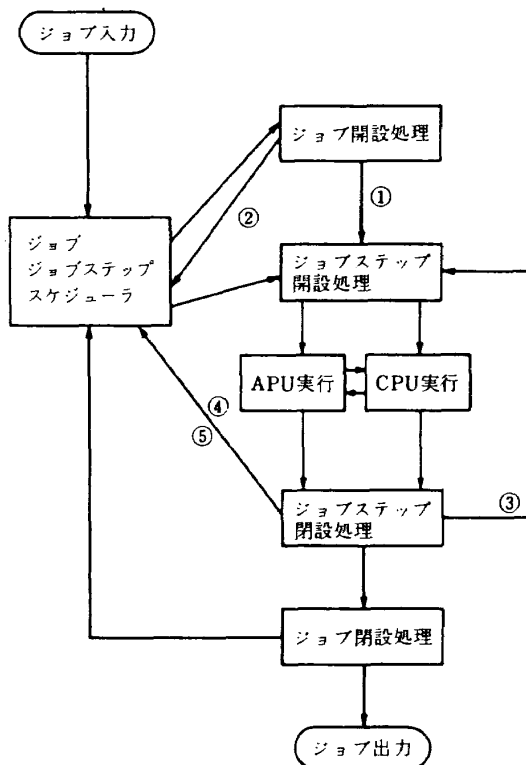 ジョブ入力
ジョブ開設処理
①
②
ジョブ
ジョブステップ
スケジューラ
ジョブステップ
開設処理
APU実行
CPU実行
④
⑤
ジョブステップ
閉設処理
③
ジョブ閉設処理
ジョブ出力